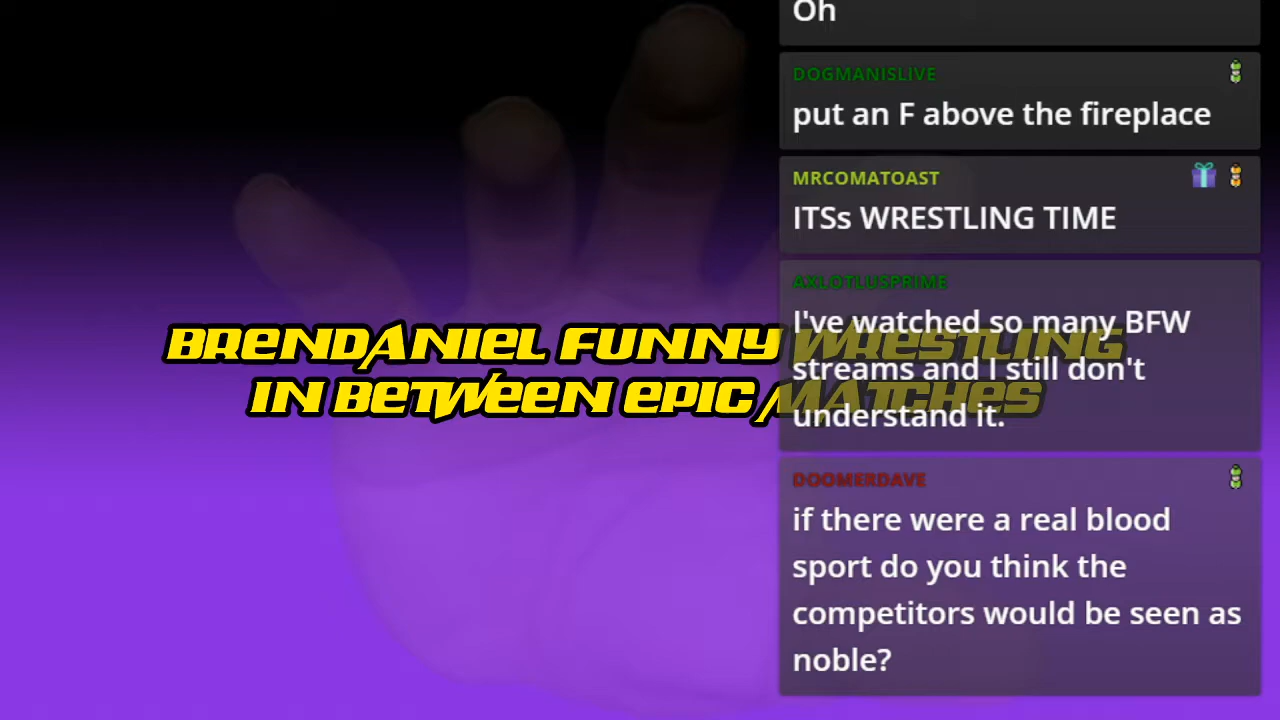 Oh
DOGMANISLIVE
put an F above the fireplace
MRCOMATOAST
ITSs WRESTLING TIME
AXLOTLUSPRIME
I've watched so many BFW
streams and I still don't
understand it.
DOOMERDAVE
if there were a real blood
sport do you think the
competitors would be seen as
noble?
BRENDANIEL FUNNY WRESTLING
IN BETWEEN EPIC MATCHES